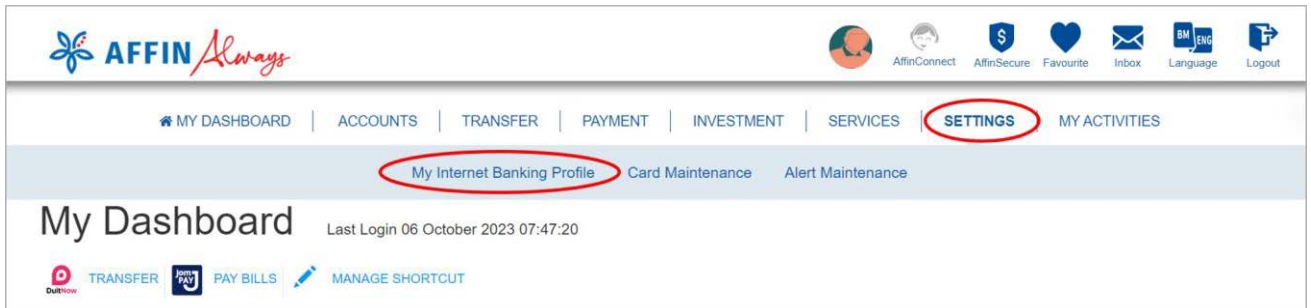 AFFIN Always
AffinConnect
$
AffinSecure
Favourite
Inbox
BM ENG
Language
Logout
MY DASHBOARD | ACCOUNTS | TRANSFER | PAYMENT | INVESTMENT | SERVICES | SETTINGS MY ACTIVITIES
My Internet Banking Profile Card Maintenance Alert Maintenance
My Dashboard Last Login 06 October 2023 07:47:20
DuitNow TRANSFER JomPAY PAY BILLS MANAGE SHORTCUT